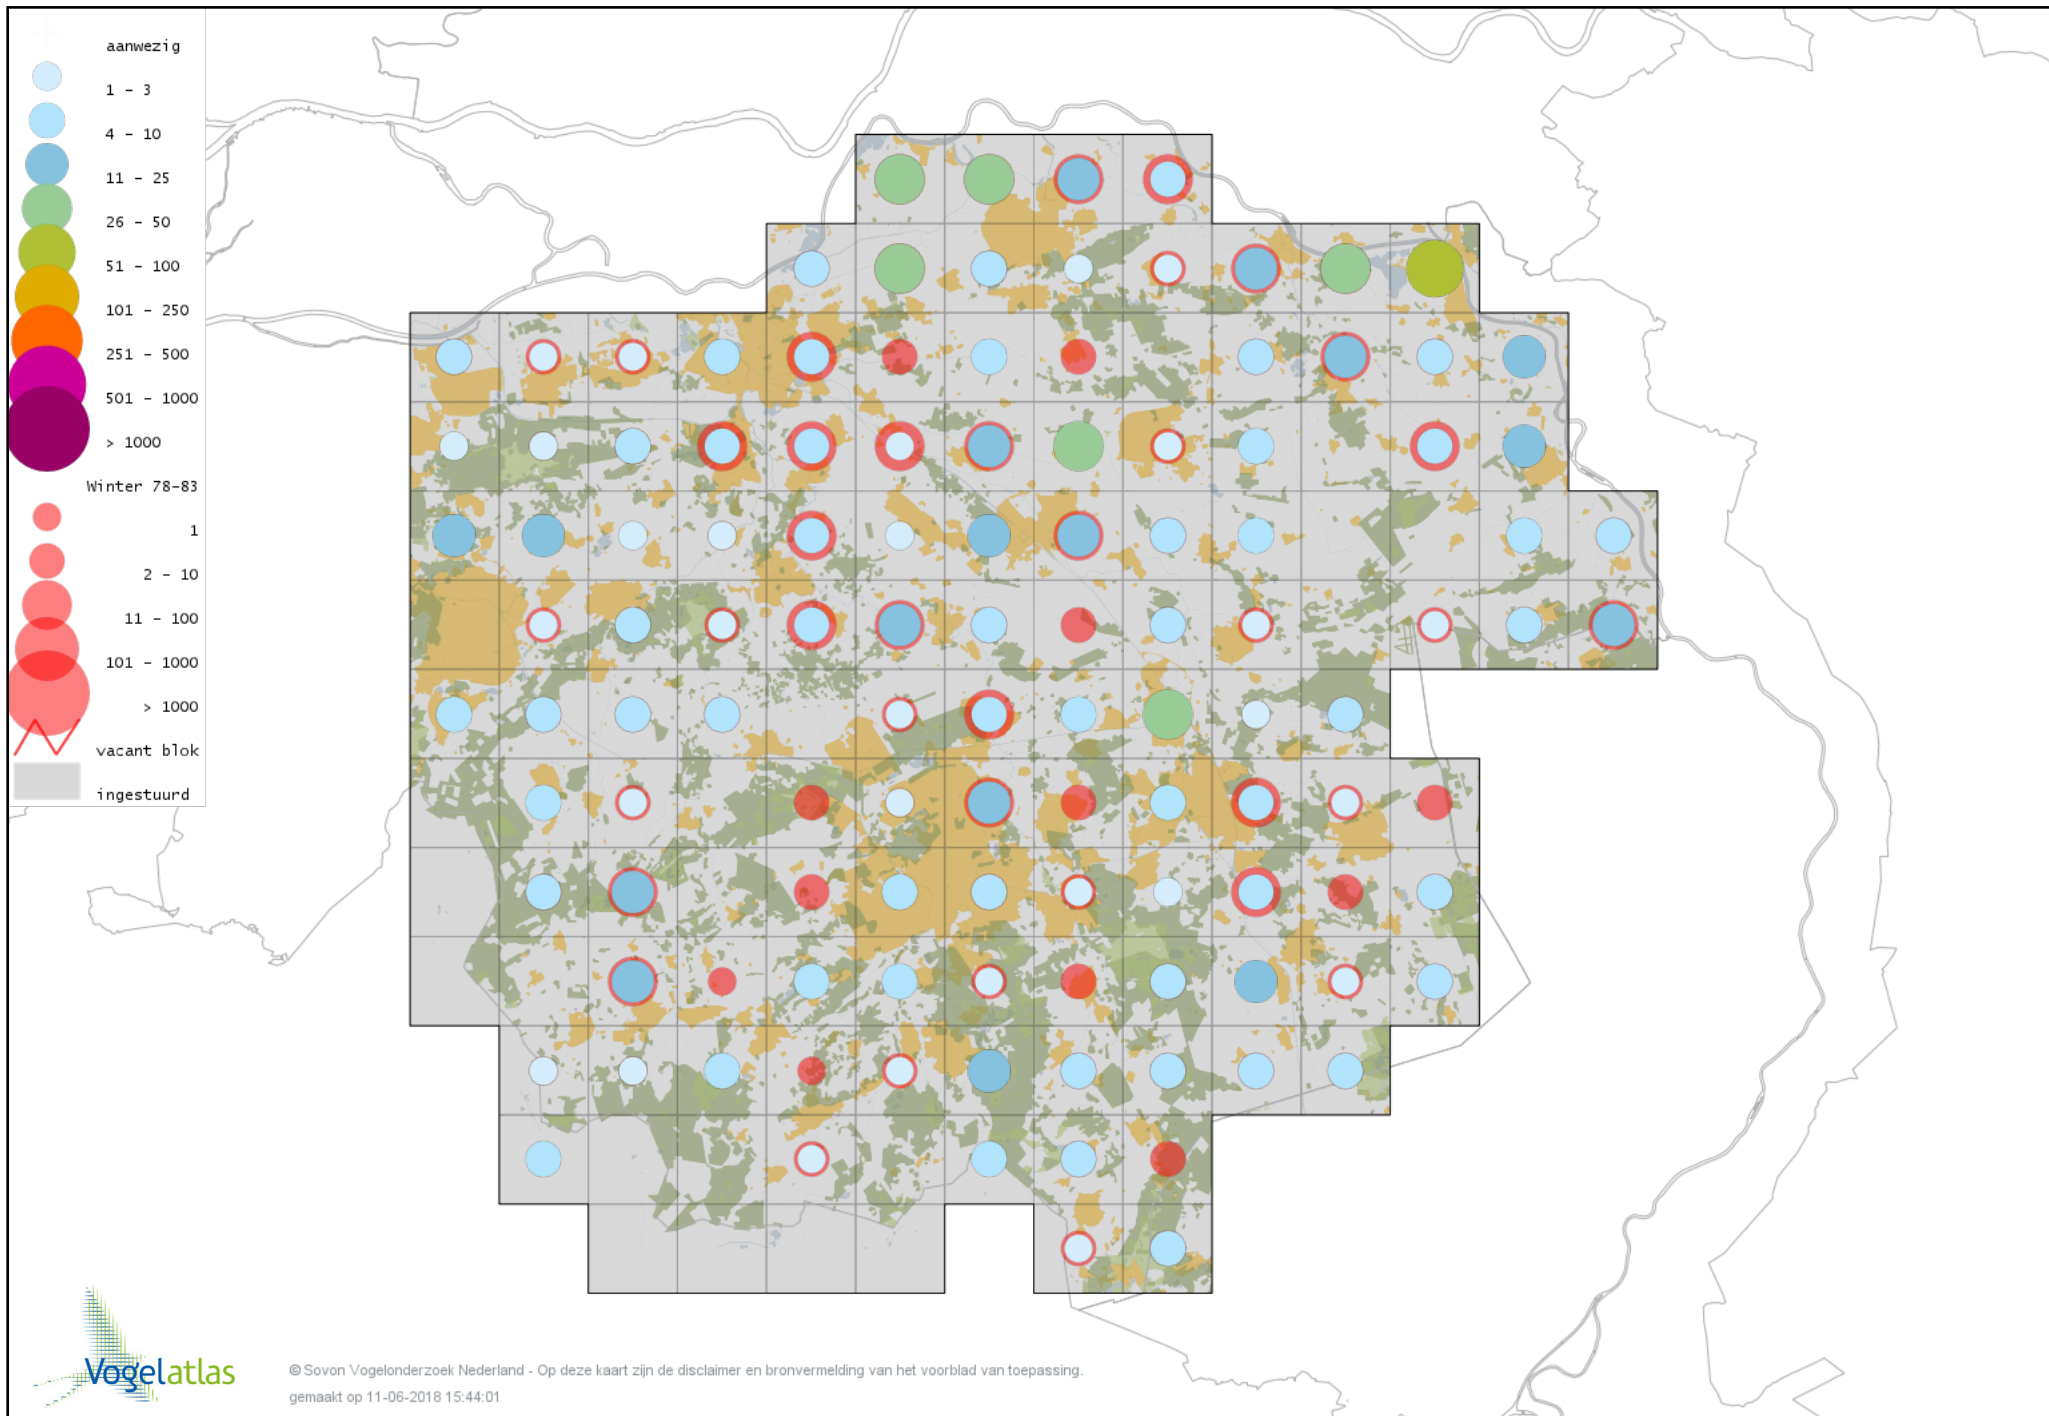 aanwezig
1 - 3
4 - 10
11 - 25
26 - 50
51 - 100
101 - 250
251 - 500
501 - 1000
> 1000
Winter 78-83
1
2 - 10
11 - 100
101 - 1000
> 1000
vacant blok
ingestuurd
Vogelatlas
© Sovon Vogelonderzoek Nederland - Op deze kaart zijn de disclaimer en bronvermelding van het voorblad van toepassing.
gemaakt op 11-06-2018 15:44:01